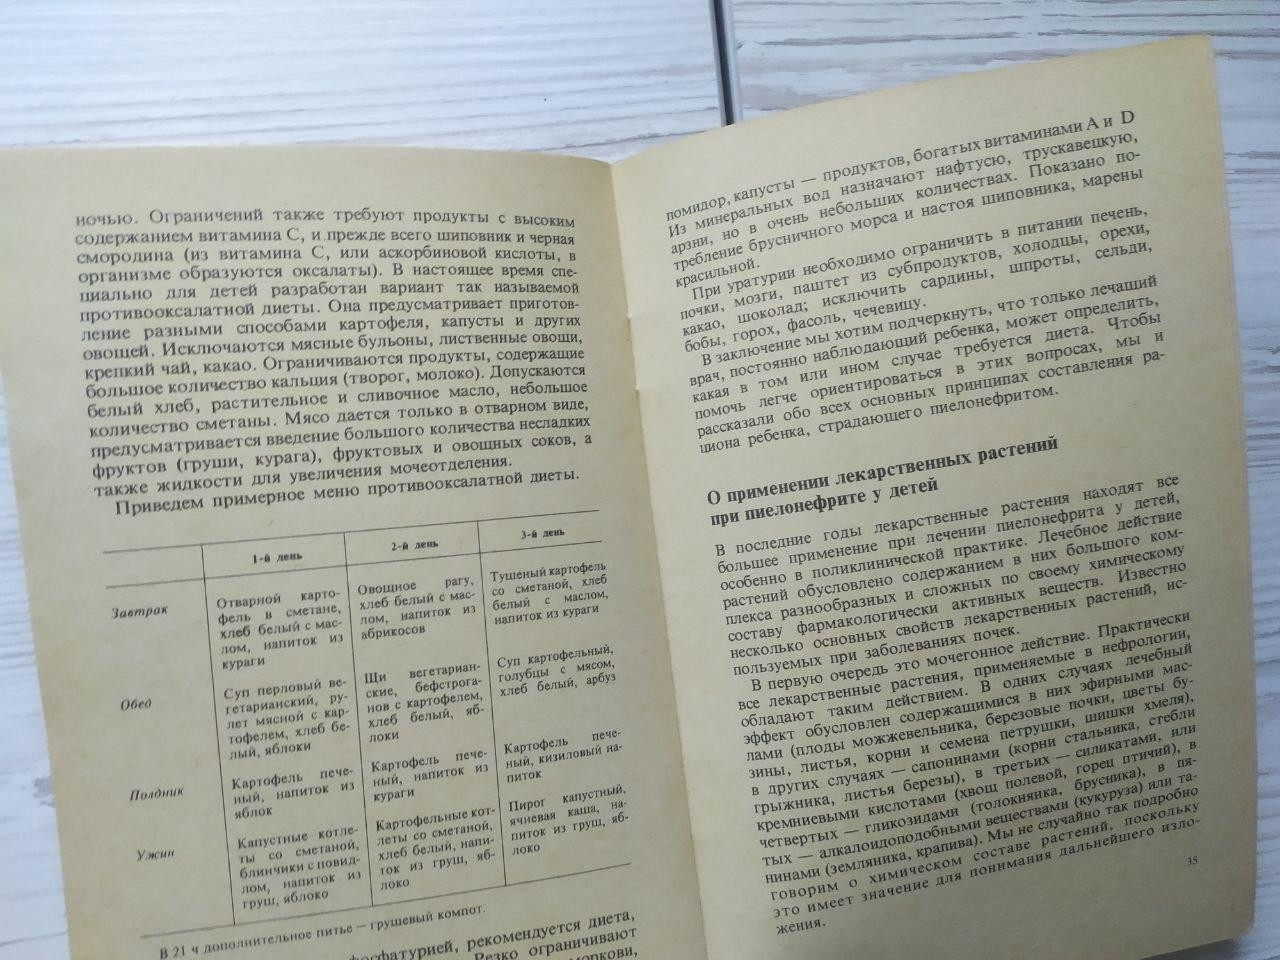 ночью. Ограничений также требуют продукты с высоким
содержанием витамина С, и прежде всего шиповник и черная
смородина (из витамина С, или аскорбиновой кислоты, в
организме образуются оксалаты). В настоящее время спе-
циально для детей разработан вариант так называемой
противооксалатной диеты. Она предусматривает приготов-
ление разными способами картофеля, капусты и других
овощей. Исключаются мясные бульоны, лиственные овощи,
крепкий чай, какао. Ограничиваются продукты, содержащие
большое количество кальция (творог, молоко). Допускаются
белый хлеб, растительное и сливочное масло, небольшое
количество сметаны. Мясо дается только в отварном виде,
предусматривается введение большого количества несладких
фруктов (груши, курага), фруктовых и овощных соков, а
также жидкости для увеличения мочеотделения.
Приведем примерное меню противооксалатной диеты.
1-й день
2-й день
3-й день
Завтрак
Отварной карто-
фель в сметане,
хлеб белый с мас-
лом, напиток из
кураги
Овощное рагу,
хлеб белый с мас-
лом, напиток из
абрикосов
Тушеный картофель
со сметаной, хлеб
белый с маслом,
напиток из кураги
Обед
Суп перловый ве-
гетарианский, ру-
лет мясной с кар-
тофелем, хлеб бе-
лый, яблоки
Щи вегетариан-
ские, бефстрога-
нов с картофелем,
хлеб белый, яб-
локи
Суп картофельный,
голубцы с мясом,
хлеб белый, арбуз
Полдник
Картофель пече-
ный, напиток из
яблок
Картофель пече-
ный, напиток из
кураги
Картофель пече-
ный, кизиловый на-
питок
Ужин
Капустные котле-
ты со сметаной,
блинчики с повид-
лом, напиток из
груш, яблоко
Картофельные кот-
леты со сметаной,
хлеб белый, напи-
ток из груш, яб-
локо
Пирог капустный,
ячневая каша, на-
питок из груш, яб-
локо
В 21 ч дополнительное питье — грушевый компот.
фосфатурией, рекомендуется диета,
Резко ограничивают
моркови,
помидор, капусты — продуктов, богатых витаминами А и D
Из минеральных вод назначают нафтусю, трускавецкую,
арзни, но в очень небольших количествах. Показано по-
требление брусничного морса и настоя шиповника, марены
красильной.
При уратурии необходимо ограничить в питании печень,
почки, мозги, паштет из субпродуктов, холодцы, орехи,
какао, шоколад; исключить сардины, шпроты, сельди,
бобы, горох, фасоль, чечевицу.
В заключение мы хотим подчеркнуть, что только лечащий
врач, постоянно наблюдающий ребенка, может определить,
какая в том или ином случае требуется диета. Чтобы
помочь легче ориентироваться в этих вопросах, мы и
рассказали обо всех основных принципах составления ра-
циона ребенка, страдающего пиелонефритом.
О применении лекарственных растений
при пиелонефрите у детей
В последние годы лекарственные растения находят все
большее применение при лечении пиелонефрита у детей,
особенно в поликлинической практике. Лечебное действие
растений обусловлено содержанием в них большого ком-
плекса разнообразных и сложных по своему химическому
составу фармакологически активных веществ. Известно
несколько основных свойств лекарственных растений, ис-
пользуемых при заболеваниях почек.
В первую очередь это мочегонное действие. Практически
все лекарственные растения, применяемые в нефрологии,
обладают таким действием. В одних случаях лечебный
эффект обусловлен содержащимися в них эфирными мас-
лами (плоды можжевельника, березовые почки, цветы бу-
зины, листья, корни и семена петрушки, шишки хмеля),
в других случаях — сапонинами (корни стальника, стебли
грыжника, листья березы), в третьих — силикатами, или
кремниевыми кислотами (хвощ полевой, горец птичий), в
четвертых — гликозидами (толокнянка, брусника), в пя-
тых — алкалоидоподобными веществами (кукуруза) или та-
нинами (земляника, крапива). Мы не случайно так подробно
говорим о химическом составе растений, поскольку
это имеет значение для понимания дальнейшего изло-
жения.
35